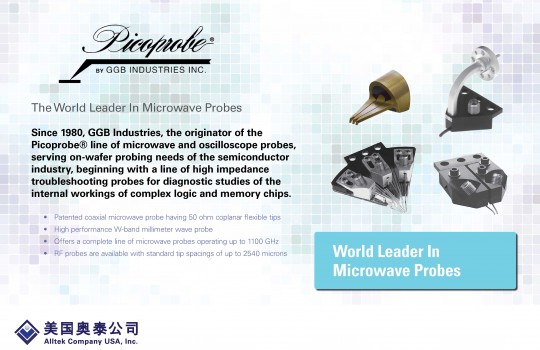 Picoprobe®
BY GGB INDUSTRIES INC.
The World Leader In Microwave Probes
Since 1980, GGB Industries, the originator of the
Picoprobe® line of microwave and oscilloscope probes,
serving on-wafer probing needs of the semiconductor
industry, beginning with a line of high impedance
troubleshooting probes for diagnostic studies of the
internal workings of complex logic and memory chips.
• Patented coaxial microwave probe having 50 ohm coplanar flexible tips
• High performance W-band millimeter wave probe
• Offers a complete line of microwave probes operating up to 1100 GHz
• RF probes are available with standard tip spacings of up to 2540 microns
World Leader In
Microwave Probes
美国奥泰公司
Alltek Company USA, Inc.